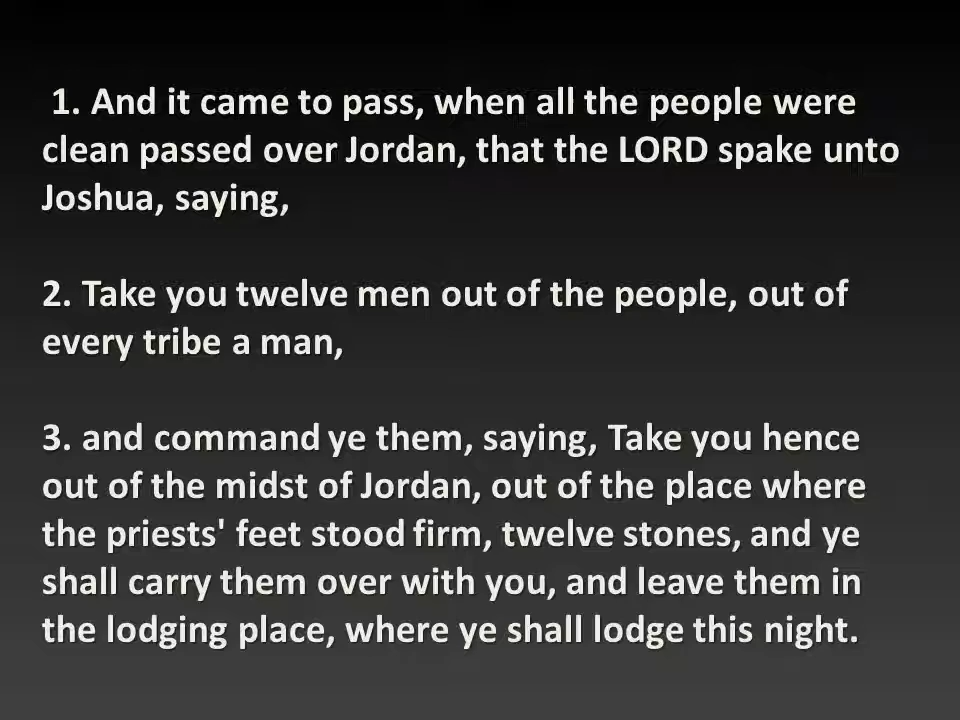 1. And it came to pass, when all the people were
clean passed over Jordan, that the LORD spake unto
Joshua, saying,
2. Take you twelve men out of the people, out of
every tribe a man,
3. and command ye them, saying, Take you hence
out of the midst of Jordan, out of the place where
the priests' feet stood firm, twelve stones, and ye
shall carry them over with you, and leave them in
the lodging place, where ye shall lodge this night.